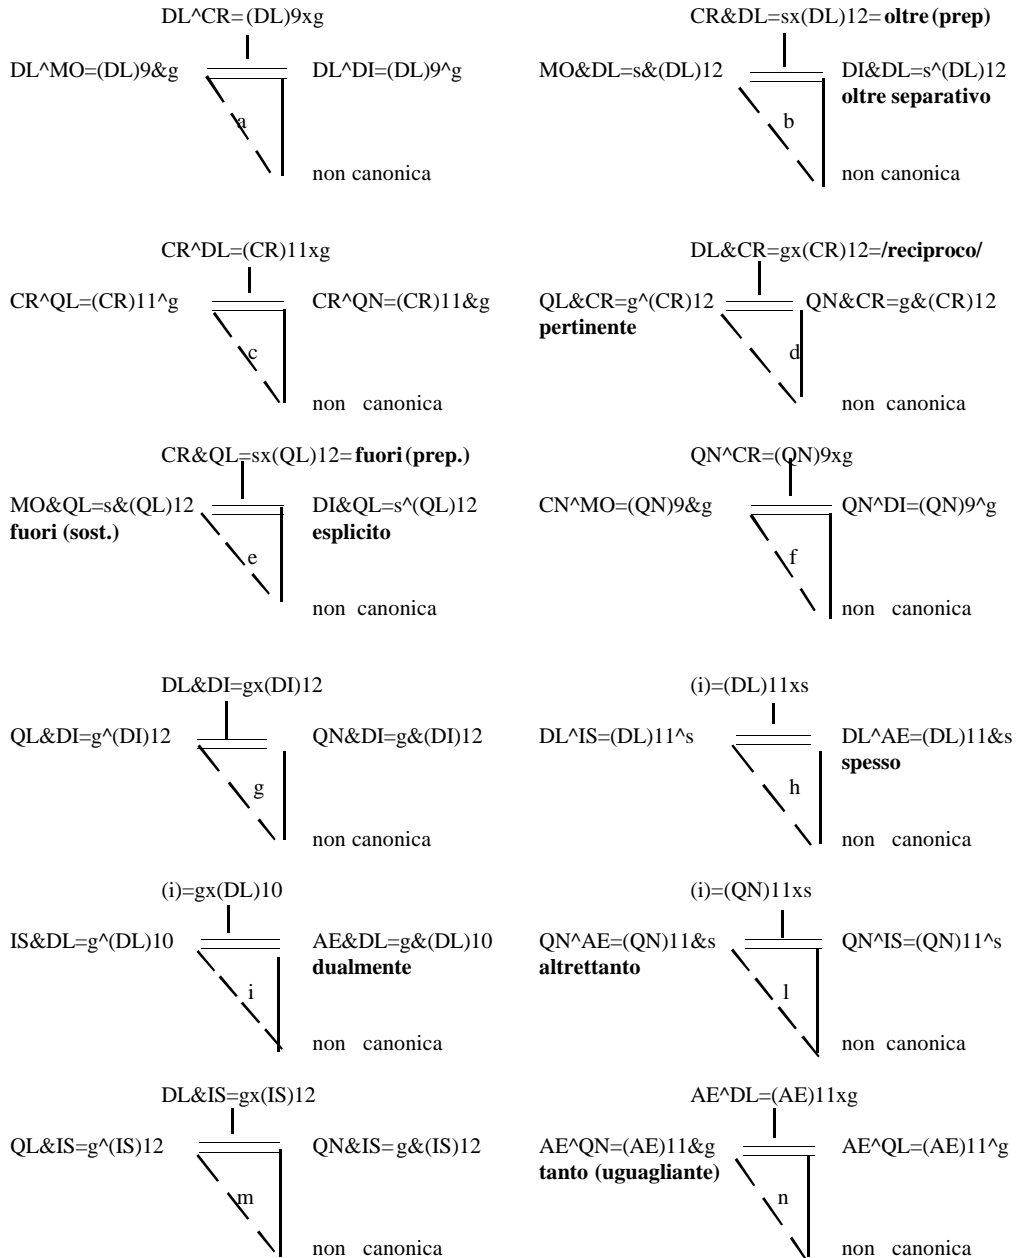 DL^CR=(DL)9xg
CR&DL=sx(DL)12=oltre (prep)
DL^MO=(DL)9&g
DL^DI=(DL)9^g
MO&DL=s&(DL)12
DI&DL=s^(DL)12
oltre separativo
a
b
non canonica
non canonica
CR^DL=(CR)11xg
DL&CR=gx(CR)12=/reciproco/
CR^QL=(CR)11^g
CR^QN=(CR)11&g
QL&CR=g^(CR)12
QN&CR=g&(CR)12
pertinente
c
d
non canonica
non canonica
CR&QL=sx(QL)12=fuori (prep.)
QN^CR=(QN)9xg
MO&QL=s&(QL)12
DI&QL=s^(QL)12
CN^MO=(QN)9&g
QN^DI=(QN)9^g
fuori (sost.)
esplicito
e
f
non canonica
non canonica
DL&DI=gx(DI)12
(i)=(DL)11xs
QL&DI=g^(DI)12
QN&DI=g&(DI)12
DL^IS=(DL)11^s
DL^AE=(DL)11&s
spesso
g
h
non canonica
non canonica
(i)=gx(DL)10
(i)=(QN)11xs
IS&DL=g^(DL)10
AE&DL=g&(DL)10
QN^AE=(QN)11&s
QN^IS=(QN)11^s
dualmente
altrettanto
i
l
non canonica
non canonica
DL&IS=gx(IS)12
AE^DL=(AE)11xg
QL&IS=g^(IS)12
QN&IS=g&(IS)12
AE^QN=(AE)11&g
AE^QL=(AE)11^g
tanto (uguagliante)
m
n
non canonica
non canonica